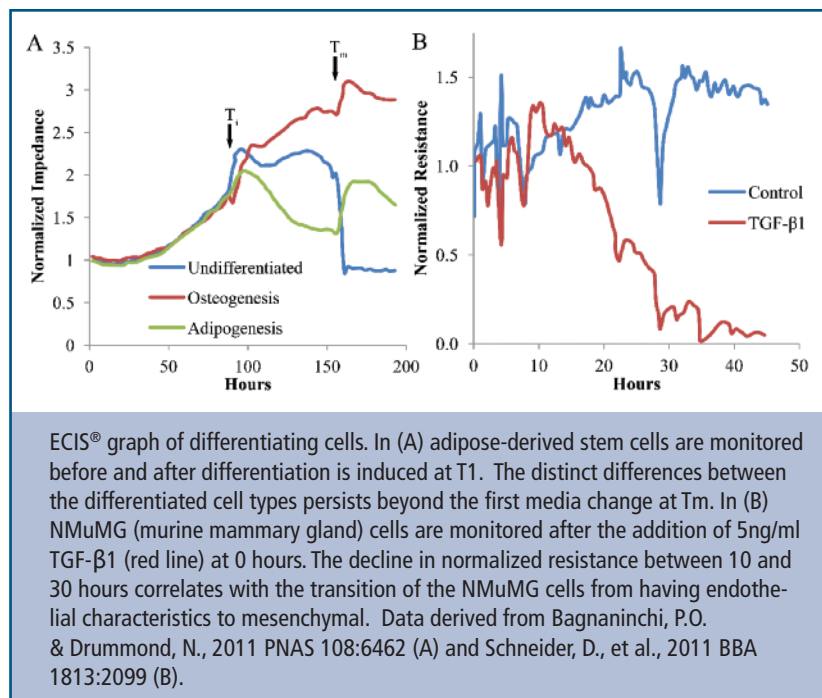 A
3.5
3
2.5
2
1.5
1
0.5
0
Normalized Impedance
Ti
Tm
Undifferentiated
Osteogenesis
Adipogenesis
0 50 100 150 200
Hours
B
1.5
1.0
0.5
0.0
Normalized Resistance
Control
TGF-β1
0 10 20 30 40 50
Hours
ECIS® graph of differentiating cells. In (A) adipose-derived stem cells are monitored
before and after differentiation is induced at T1. The distinct differences between
the differentiated cell types persists beyond the first media change at Tm. In (B)
NMuMG (murine mammary gland) cells are monitored after the addition of 5ng/ml
TGF-β1 (red line) at 0 hours. The decline in normalized resistance between 10 and
30 hours correlates with the transition of the NMuMG cells from having endothe-
lial characteristics to mesenchymal. Data derived from Bagnaninchi, P.O.
& Drummond, N., 2011 PNAS 108:6462 (A) and Schneider, D., et al., 2011 BBA
1813:2099 (B).